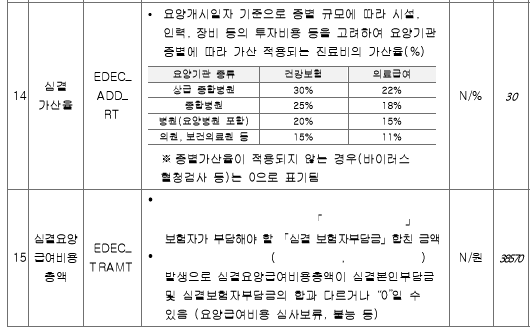 14
심결
가산율
EDEC_
ADD_
RT
• 요양개시일자 기준으로 종별 규모에 따라 시설,
인력, 장비 등의 투자비용 등을 고려하여 요양기관
종별에 따라 가산 적용되는 진료비의 가산율(%)
요양기관 종류 건강보험 의료급여
상급 종합병원 30% 22%
종합병원 25% 18%
병원(요양병원 포함) 20% 15%
의원, 보건의료원 등 15% 11%
※ 종별가산율이 적용되지 않는 경우(바이러스
혈청검사 등)는 0으로 표기됨
N/%
30
15
심결요양
급여비용
총액
EDEC_
TRAMT
•
「 」
보험자가 부담해야 할 「심결 보험자부담금」합친 금액
• ( , )
발생으로 심결요양급여비용총액이 심결본인부담금
및 심결보험자부담금의 합과 다르거나 "0"일 수
있음 (요양급여비용 심사보류, 불능 등)
N/원
38570